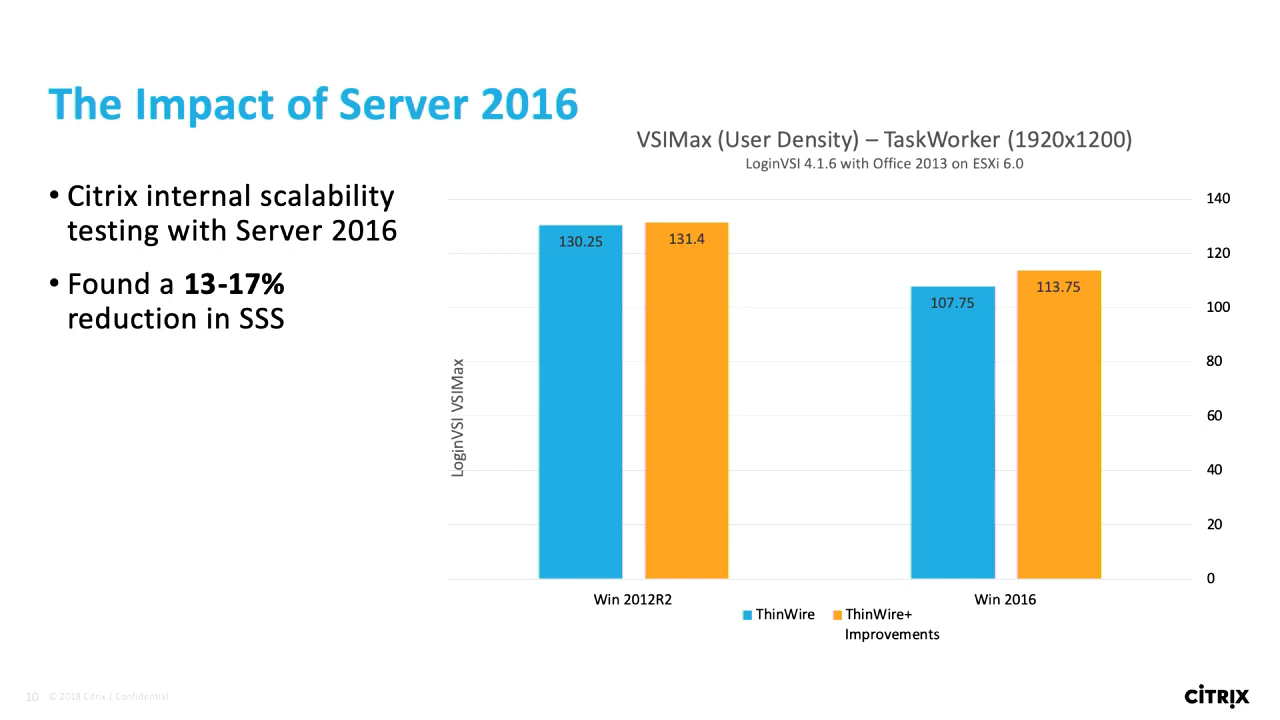 The Impact of Server 2016
• Citrix internal scalability
testing with Server 2016
• Found a 13-17%
reduction in SSS
VSIMax (User Density) – TaskWorker (1920x1200)
LoginVSI 4.1.6 with Office 2013 on ESXi 6.0
LoginVSI VSIMax
130.25
131.4
107.75
113.75
140
120
100
80
60
40
20
0
Win 2012R2
Win 2016
ThinWire
ThinWire+
Improvements
10 © 2018 Citrix | Confidential
CITRIX